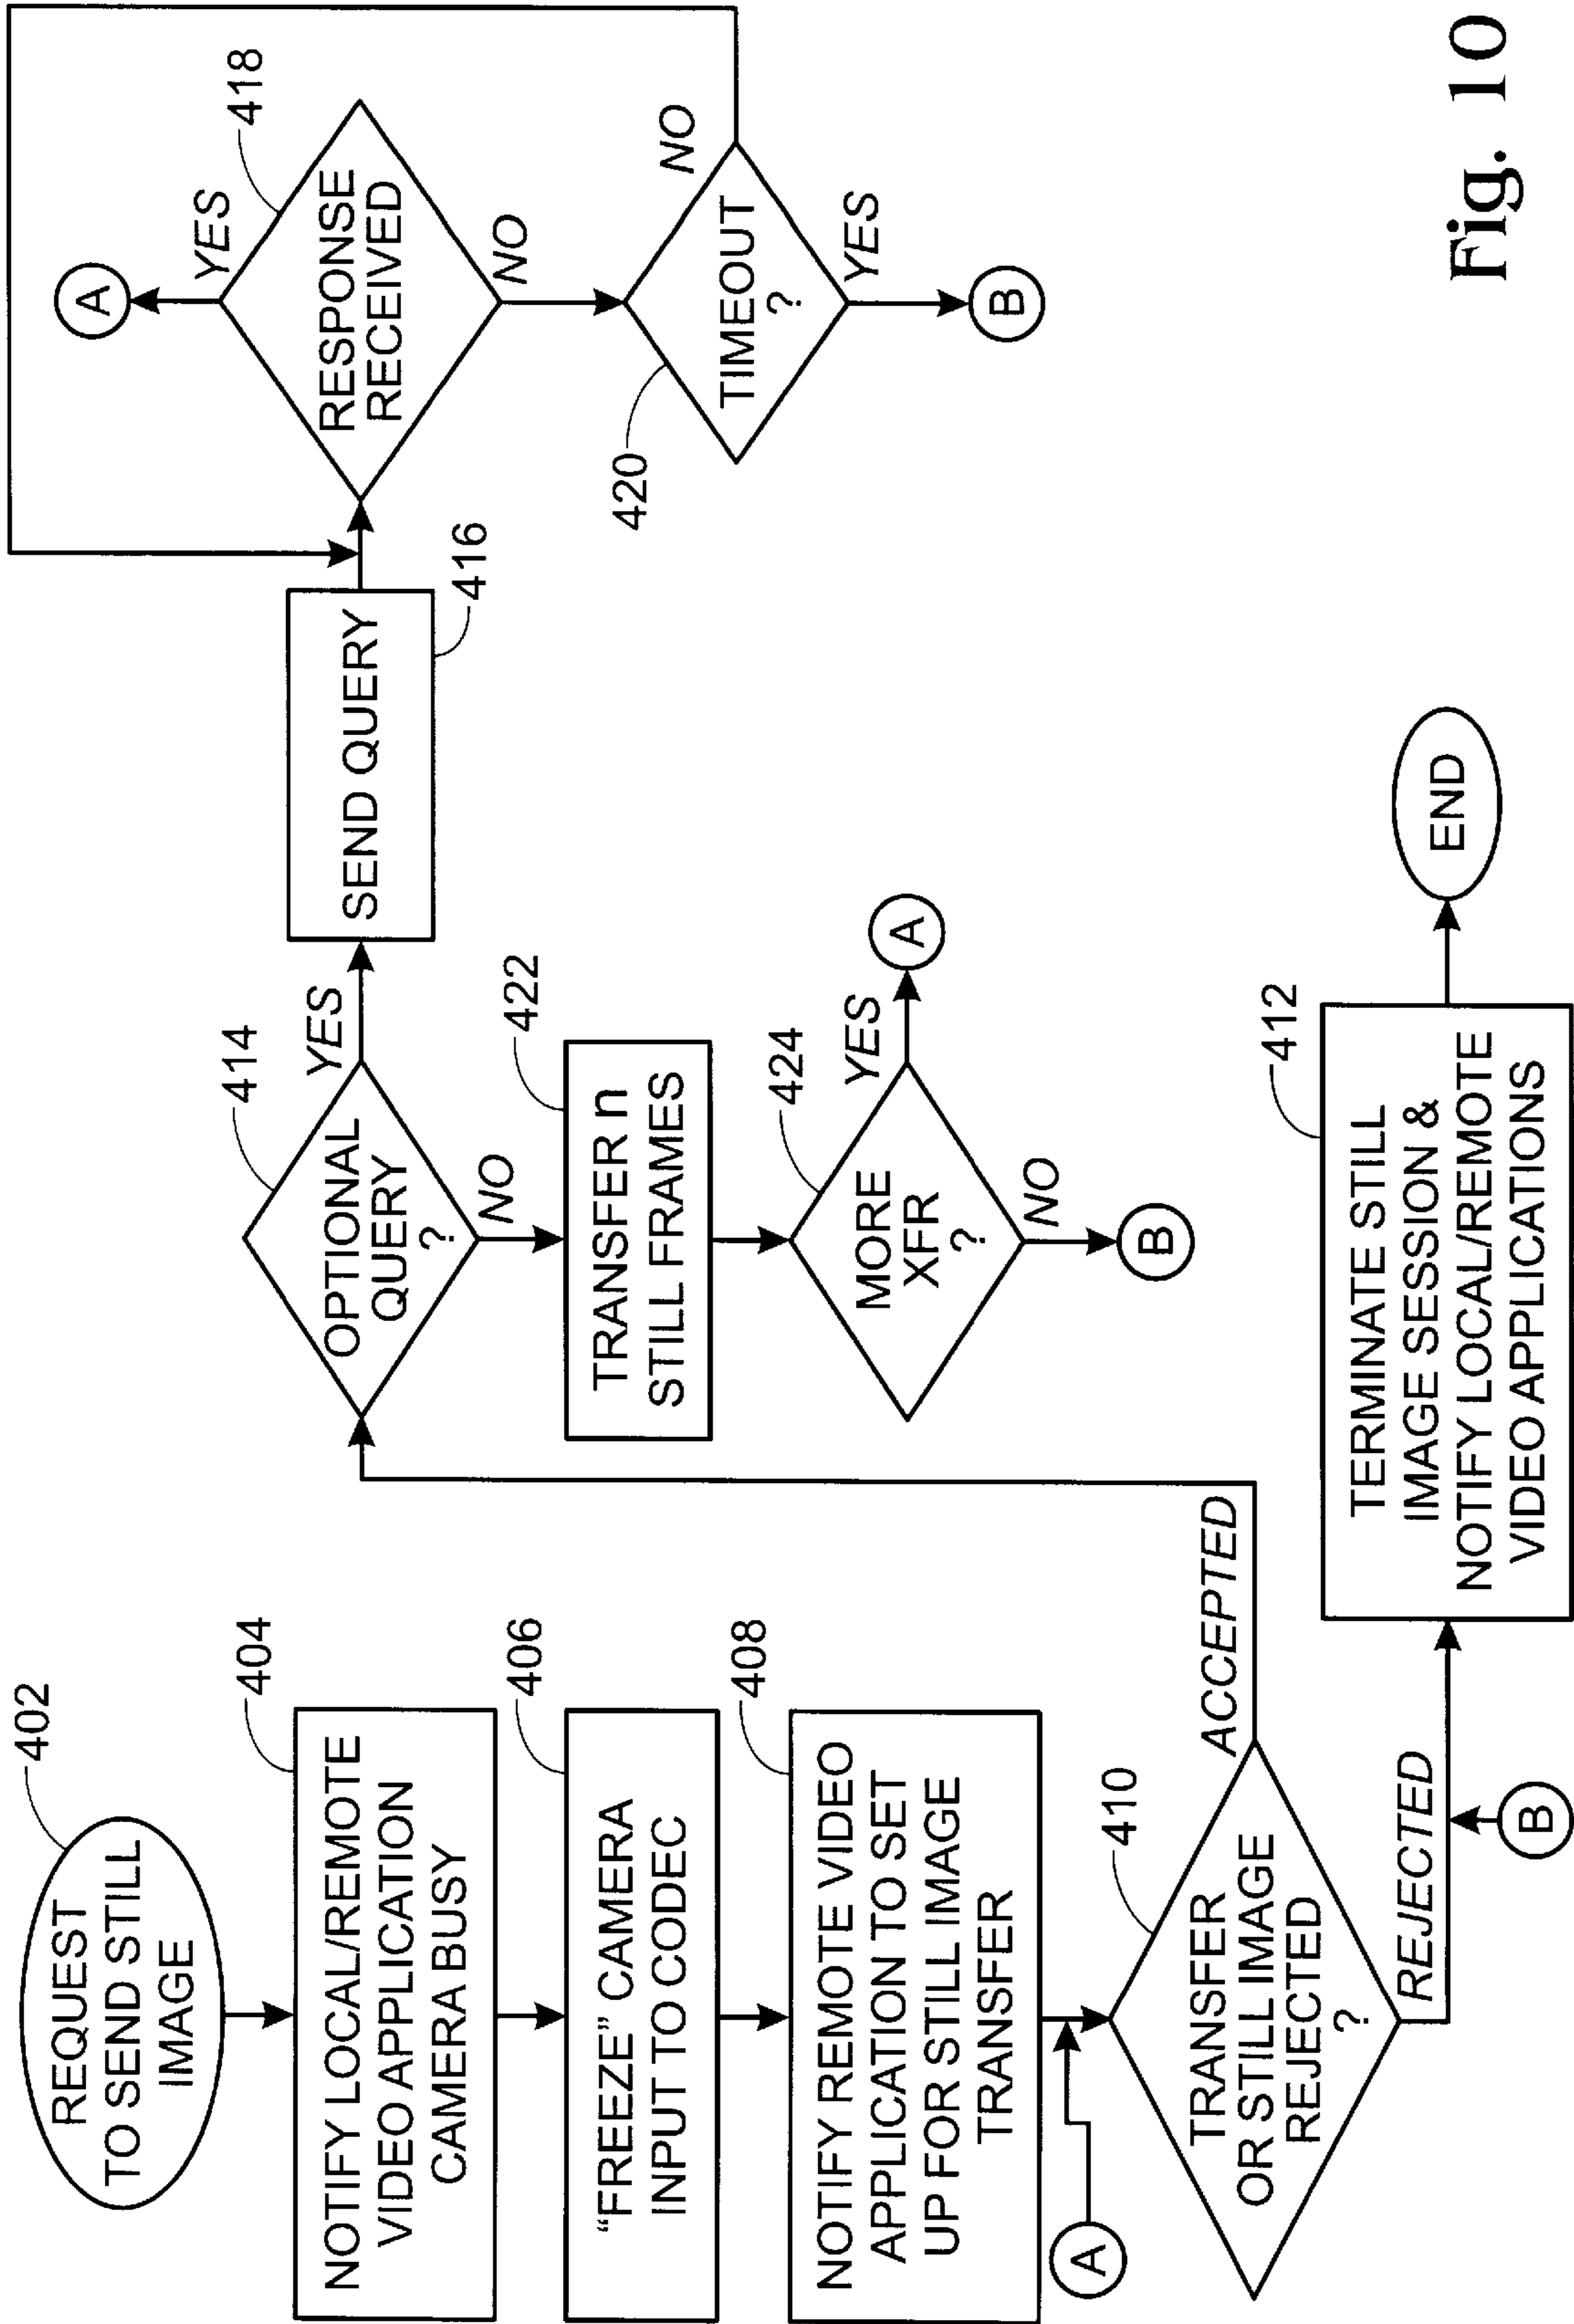 402
REQUEST
TO SEND STILL
IMAGE
404
NOTIFY LOCAL/REMOTE
VIDEO APPLICATION
CAMERA BUSY
406
“FREEZE” CAMERA
INPUT TO CODEC
408
NOTIFY REMOTE VIDEO
APPLICATION TO SET
UP FOR STILL IMAGE
TRANSFER
A
410
TRANSFER
OR STILL IMAGE
REJECTED
?
ACCEPTED
REJECTED
B
412
TERMINATE STILL
IMAGE SESSION &
NOTIFY LOCAL/REMOTE
VIDEO APPLICATIONS
END
414
OPTIONAL
QUERY
?
YES
NO
422
TRANSFER n
STILL FRAMES
424
MORE
XFR
?
YES
A
NO
B
SEND QUERY
416
A
YES
418
RESPONSE
RECEIVED
NO
420
TIMEOUT
?
NO
YES
B
Fig. 10